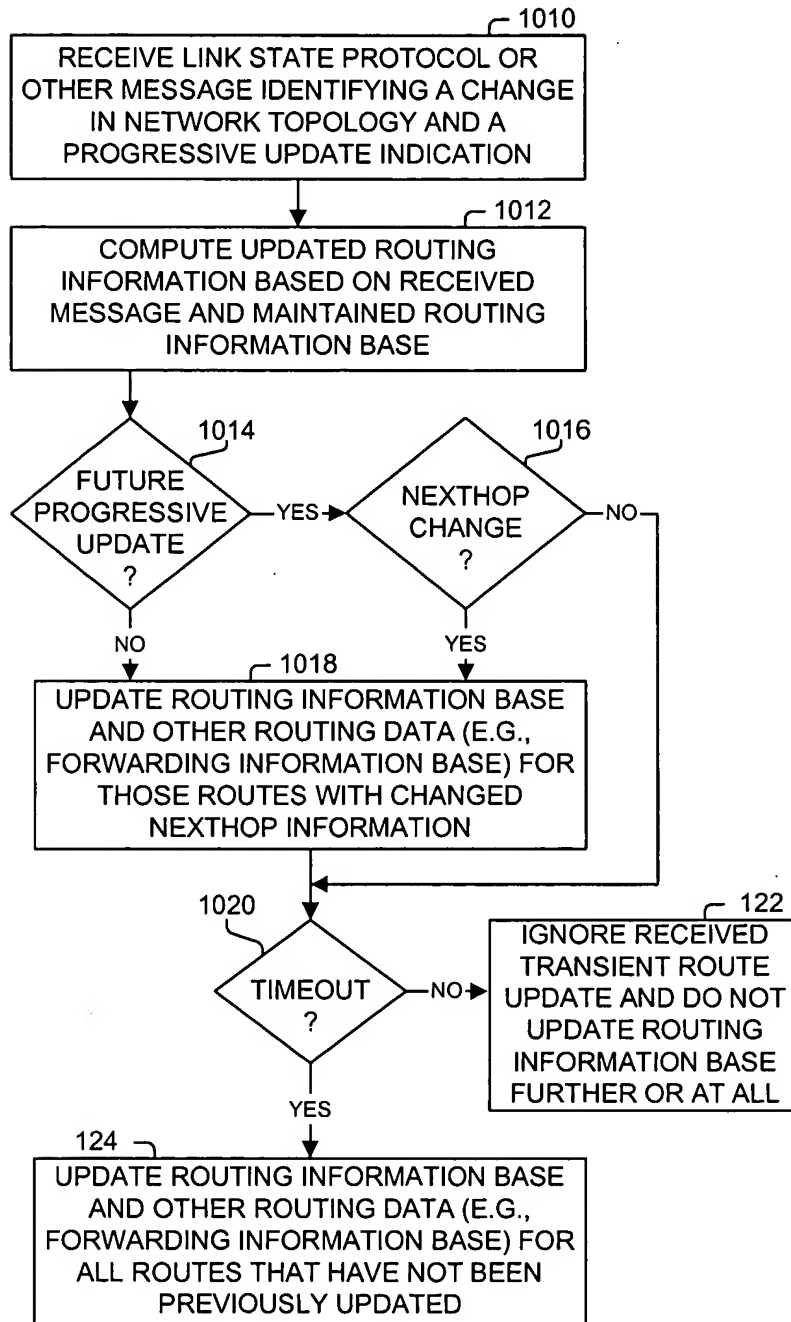 1010
RECEIVE LINK STATE PROTOCOL OR
OTHER MESSAGE IDENTIFYING A CHANGE
IN NETWORK TOPOLOGY AND A
PROGRESSIVE UPDATE INDICATION
1012
COMPUTE UPDATED ROUTING
INFORMATION BASED ON RECEIVED
MESSAGE AND MAINTAINED ROUTING
INFORMATION BASE
1014
FUTURE
PROGRESSIVE
UPDATE
?
YES
1016
NEXTHOP
CHANGE
?
NO
NO
YES
1018
UPDATE ROUTING INFORMATION BASE
AND OTHER ROUTING DATA (E.G.,
FORWARDING INFORMATION BASE) FOR
THOSE ROUTES WITH CHANGED
NEXTHOP INFORMATION
1020
TIMEOUT
?
NO
122
IGNORE RECEIVED
TRANSIENT ROUTE
UPDATE AND DO NOT
UPDATE ROUTING
INFORMATION BASE
FURTHER OR AT ALL
YES
124
UPDATE ROUTING INFORMATION BASE
AND OTHER ROUTING DATA (E.G.,
FORWARDING INFORMATION BASE) FOR
ALL ROUTES THAT HAVE NOT BEEN
PREVIOUSLY UPDATED